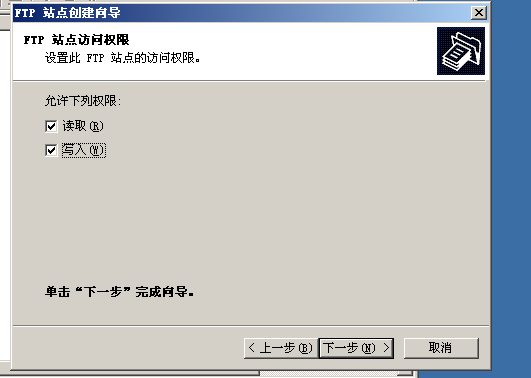 FTP 站点创建向导
FTP 站点访问权限
设置此 FTP 站点的访问权限。
允许下列权限:
读取(R)
写入(W)
单击“下一步”完成向导。
< 上一步(B) 下一步(N) > 取消